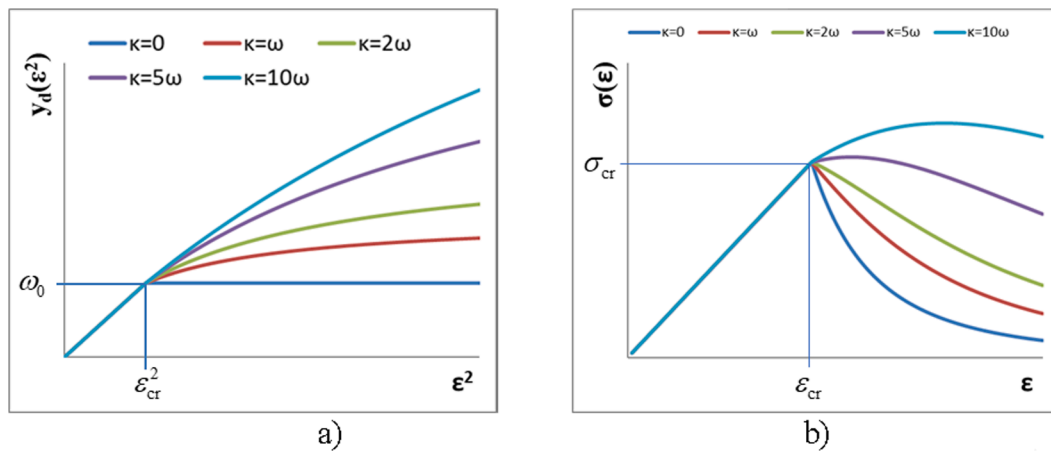 κ=0 κ=ω κ=2ω
κ=5ω κ=10ω
y_d(ε²)
ω₀
ε²_cr
ε²
a)
κ=0 κ=ω κ=2ω κ=5ω κ=10ω
σ(ε)
σ_cr
ε_cr
ε
b)